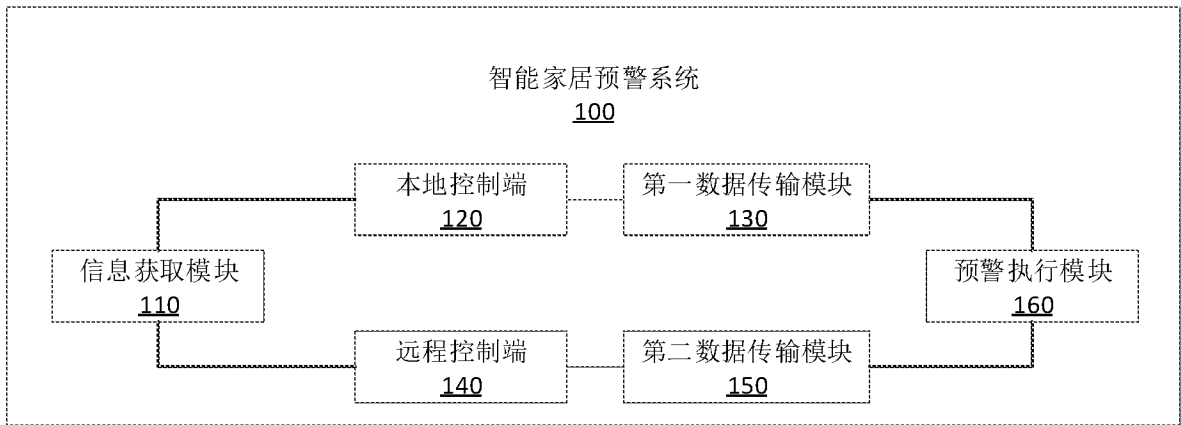 智能家居预警系统
100
本地控制端
120
第一数据传输模块
130
信息获取模块
110
预警执行模块
160
远程控制端
140
第二数据传输模块
150